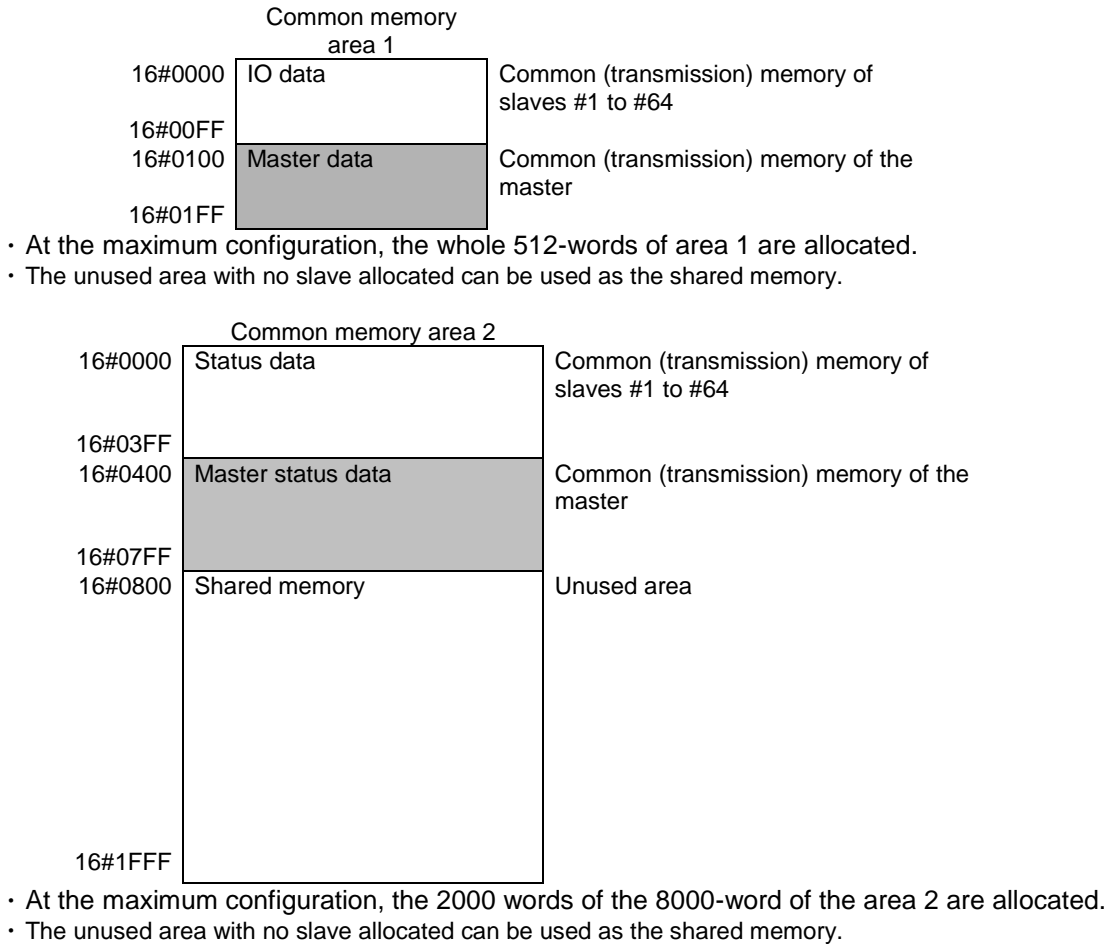 Common memory
area 1
16#0000 IO data Common (transmission) memory of
slaves #1 to #64
16#00FF
16#0100 Master data Common (transmission) memory of the
master
16#01FF
・At the maximum configuration, the whole 512-words of area 1 are allocated.
・The unused area with no slave allocated can be used as the shared memory.
Common memory area 2
16#0000 Status data Common (transmission) memory of
slaves #1 to #64
16#03FF
16#0400 Master status data Common (transmission) memory of the
master
16#07FF
16#0800 Shared memory Unused area
16#1FFF
・At the maximum configuration, the 2000 words of the 8000-word of the area 2 are allocated.
・The unused area with no slave allocated can be used as the shared memory.